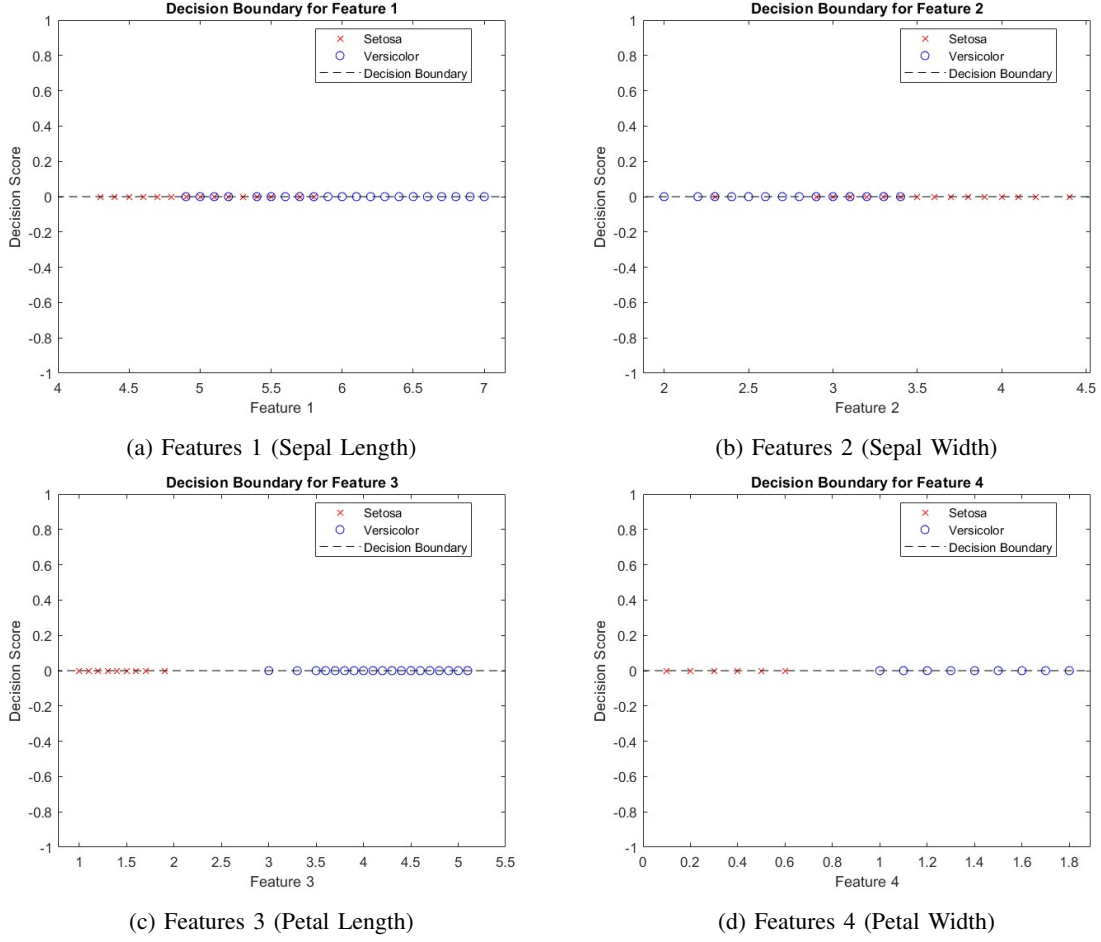 Decision Boundary for Feature 1
1
0.8
0.6
0.4
0.2
0
-0.2
-0.4
-0.6
-0.8
-1
Decision Score
Setosa
Versicolor
Decision Boundary
4 4.5 5 5.5 6 6.5 7
Feature 1
(a) Features 1 (Sepal Length)
Decision Boundary for Feature 2
1
0.8
0.6
0.4
0.2
0
-0.2
-0.4
-0.6
-0.8
-1
Decision Score
Setosa
Versicolor
Decision Boundary
2 2.5 3 3.5 4 4.5
Feature 2
(b) Features 2 (Sepal Width)
Decision Boundary for Feature 3
1
0.8
0.6
0.4
0.2
0
-0.2
-0.4
-0.6
-0.8
-1
Decision Score
Setosa
Versicolor
Decision Boundary
1 1.5 2 2.5 3 3.5 4 4.5 5 5.5
Feature 3
(c) Features 3 (Petal Length)
Decision Boundary for Feature 4
1
0.8
0.6
0.4
0.2
0
-0.2
-0.4
-0.6
-0.8
-1
Decision Score
Setosa
Versicolor
Decision Boundary
0 0.2 0.4 0.6 0.8 1 1.2 1.4 1.6 1.8
Feature 4
(d) Features 4 (Petal Width)